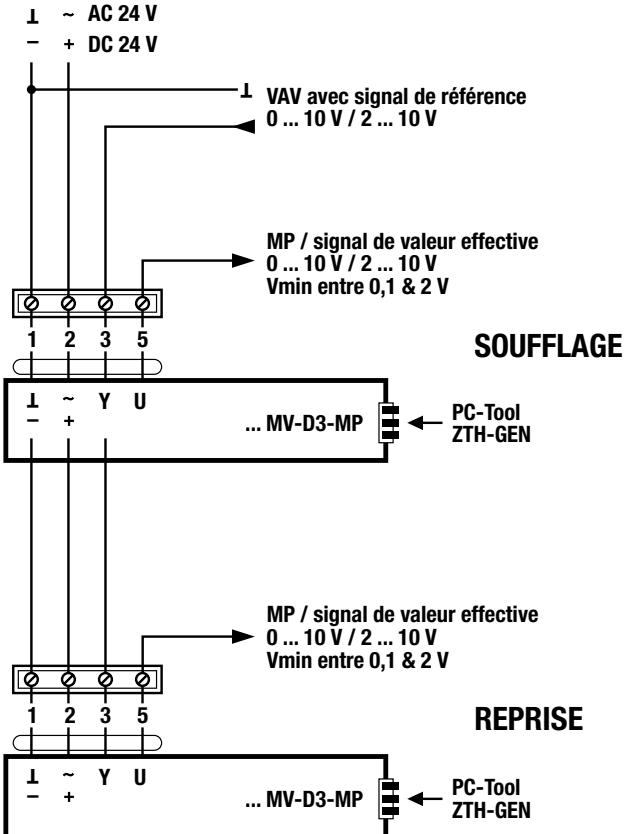 ⊥ ~ AC 24 V
− + DC 24 V
⊥ VAV avec signal de référence
0 ... 10 V / 2 ... 10 V
MP / signal de valeur effective
0 ... 10 V / 2 ... 10 V
Vmin entre 0,1 & 2 V
1 2 3 5
SOUFFLAGE
⊥ ~ Y U
− +
... MV-D3-MP
PC-Tool
ZTH-GEN
MP / signal de valeur effective
0 ... 10 V / 2 ... 10 V
Vmin entre 0,1 & 2 V
1 2 3 5
REPRISE
⊥ ~ Y U
− +
... MV-D3-MP
PC-Tool
ZTH-GEN